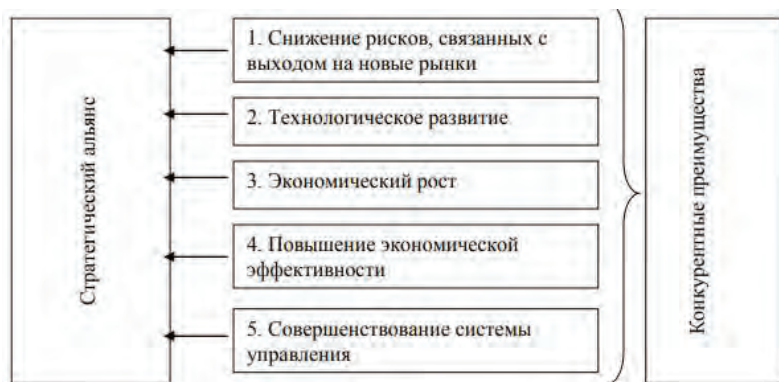 Стратегический альянс
1. Снижение рисков, связанных с
выходом на новые рынки
2. Технологическое развитие
3. Экономический рост
4. Повышение экономической
эффективности
5. Совершенствование системы
управления
Конкурентные преимущества